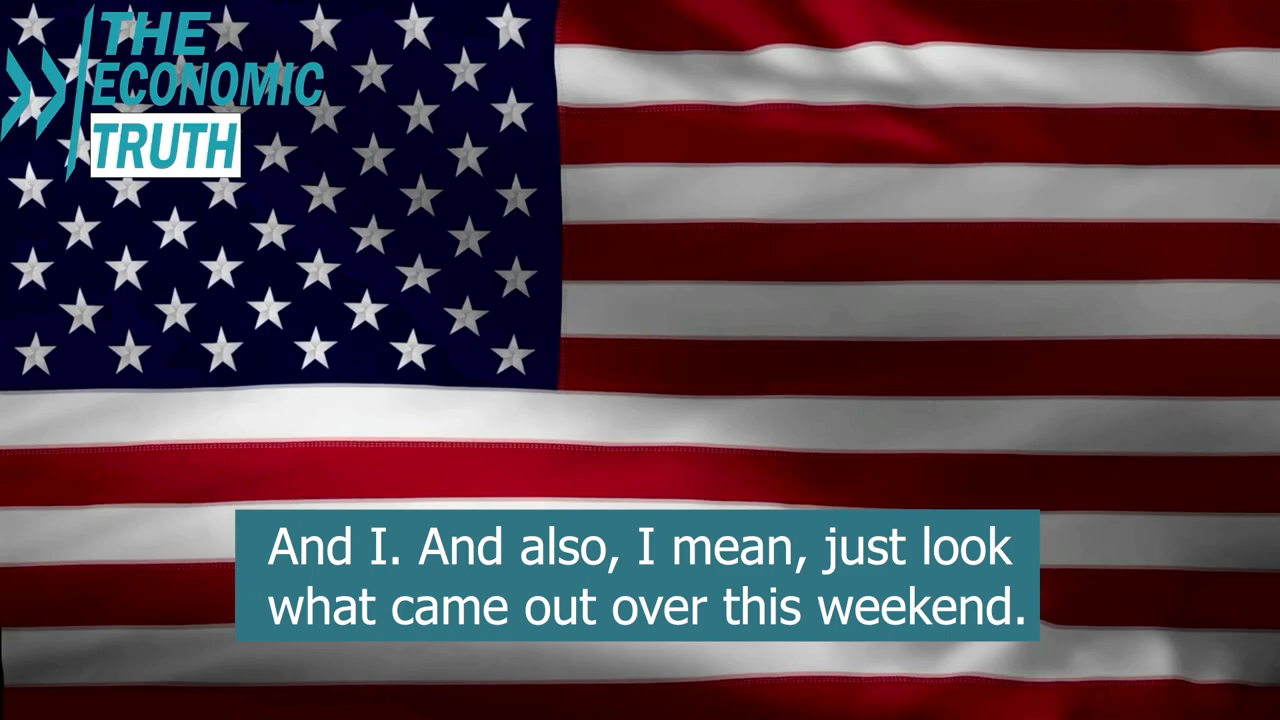 THE
ECONOMIC
TRUTH
And I. And also, I mean, just look
what came out over this weekend.